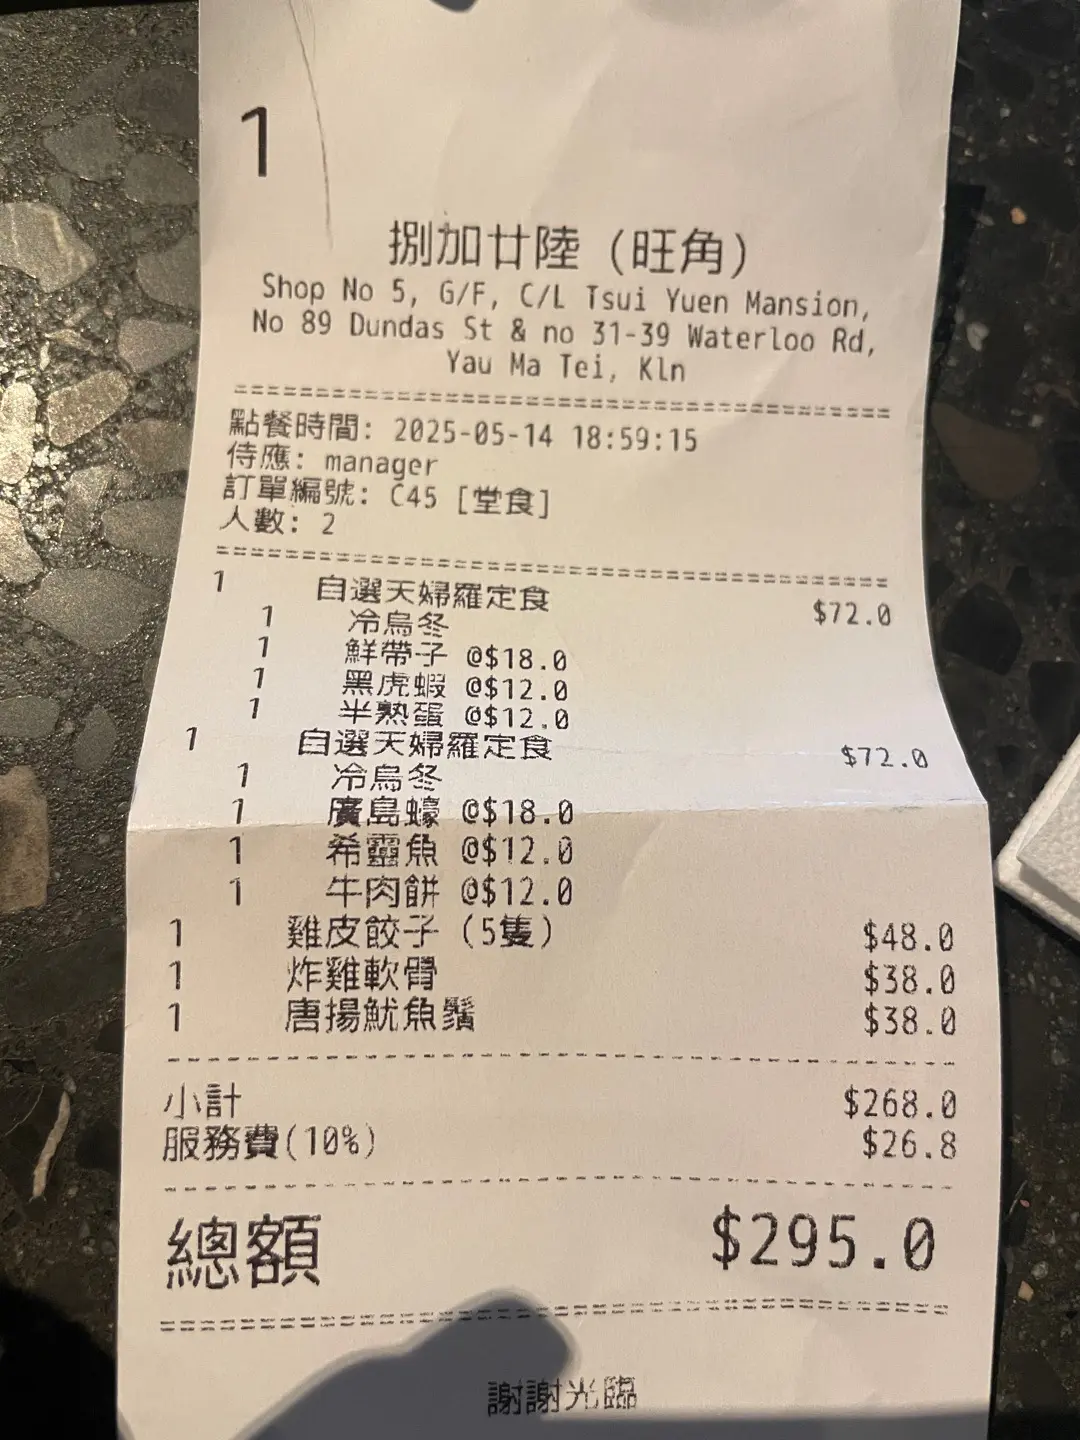 1
捌加廿陸 (旺角)
Shop No 5, G/F, C/L Tsui Yuen Mansion,
No 89 Dundas St & no 31-39 Waterloo Rd,
Yau Ma Tei, Kln
點餐時間: 2025-05-14 18:59:15
侍應: manager
訂單編號: C45 [堂食]
人數: 2
1 自選天婦羅定食 $72.0
1 冷烏冬
1 鮮帶子 @$18.0
1 黑虎蝦 @$12.0
1 半熟蛋 @$12.0
1 自選天婦羅定食 $72.0
1 冷烏冬
1 廣島蠔 @$18.0
1 希靈魚 @$12.0
1 牛肉餅 @$12.0
1 雞皮餃子 (5隻) $48.0
1 炸雞軟骨 $38.0
1 唐揚魷魚鬚 $38.0
小計 $268.0
服務費(10%) $26.8
總額 $295.0
謝謝光臨